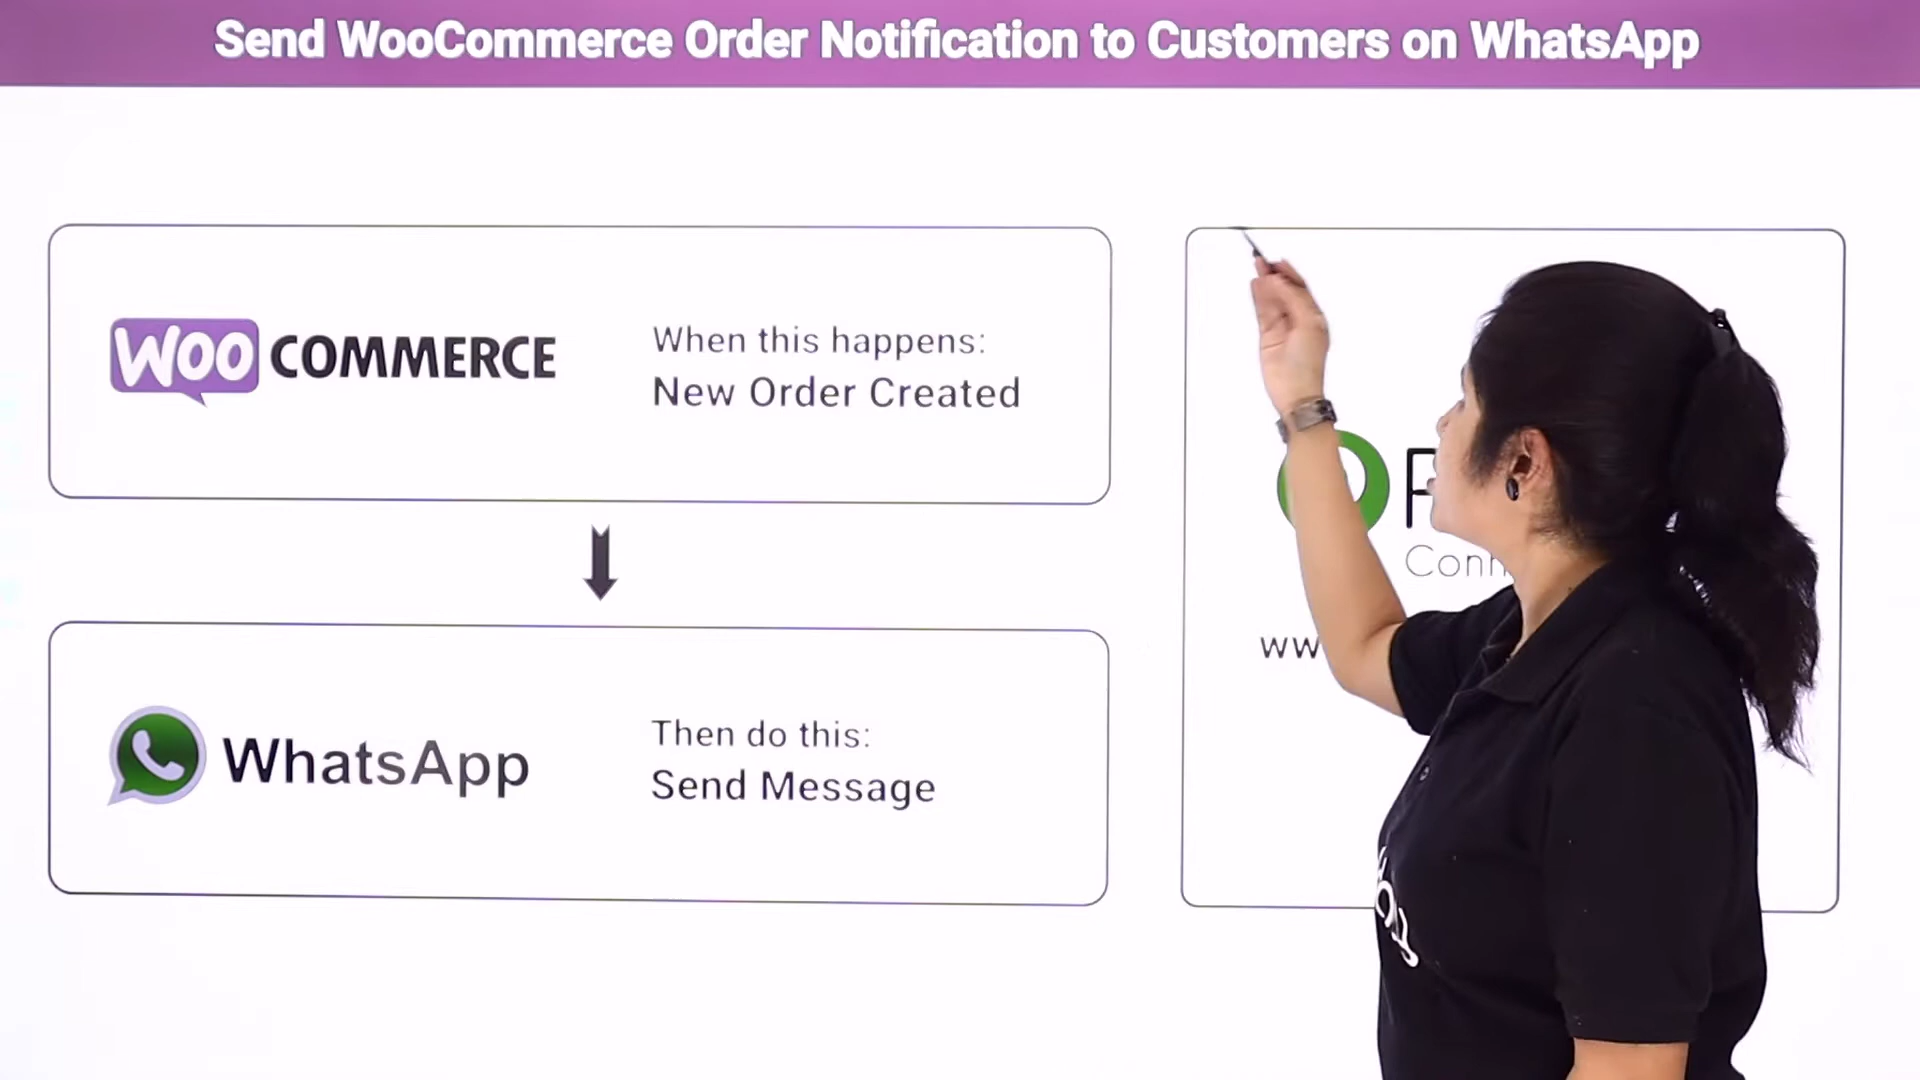 Send WooCommerce Order Notification to Customers on WhatsApp
WOO COMMERCE
When this happens:
New Order Created
WhatsApp
Then do this:
Send Message